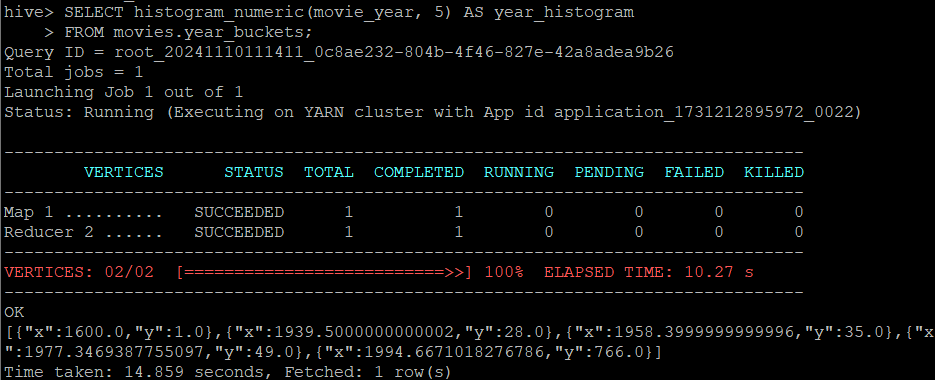 hive> SELECT histogram_numeric(movie_year, 5) AS year_histogram
    > FROM movies.year_buckets;
Query ID = root_20241110111411_0c8ae232-804b-4f46-827e-42a8adea9b26
Total jobs = 1
Launching Job 1 out of 1
Status: Running (Executing on YARN cluster with App id application_1731212895972_0022)
--------------------------------------------------------------------------------
        VERTICES      STATUS  TOTAL  COMPLETED  RUNNING  PENDING  FAILED  KILLED
--------------------------------------------------------------------------------
Map 1 ..........   SUCCEEDED      1          1        0        0       0       0
Reducer 2 ......   SUCCEEDED      1          1        0        0       0       0
--------------------------------------------------------------------------------
VERTICES: 02/02  [==========================>>] 100%  ELAPSED TIME: 10.27 s
--------------------------------------------------------------------------------
OK
[{"x":1600.0,"y":1.0},{"x":1939.5000000000002,"y":28.0},{"x":1958.3999999999996,"y":35.0},{"x
":1977.3469387755097,"y":49.0},{"x":1994.6671018276786,"y":766.0}]
Time taken: 14.859 seconds, Fetched: 1 row(s)